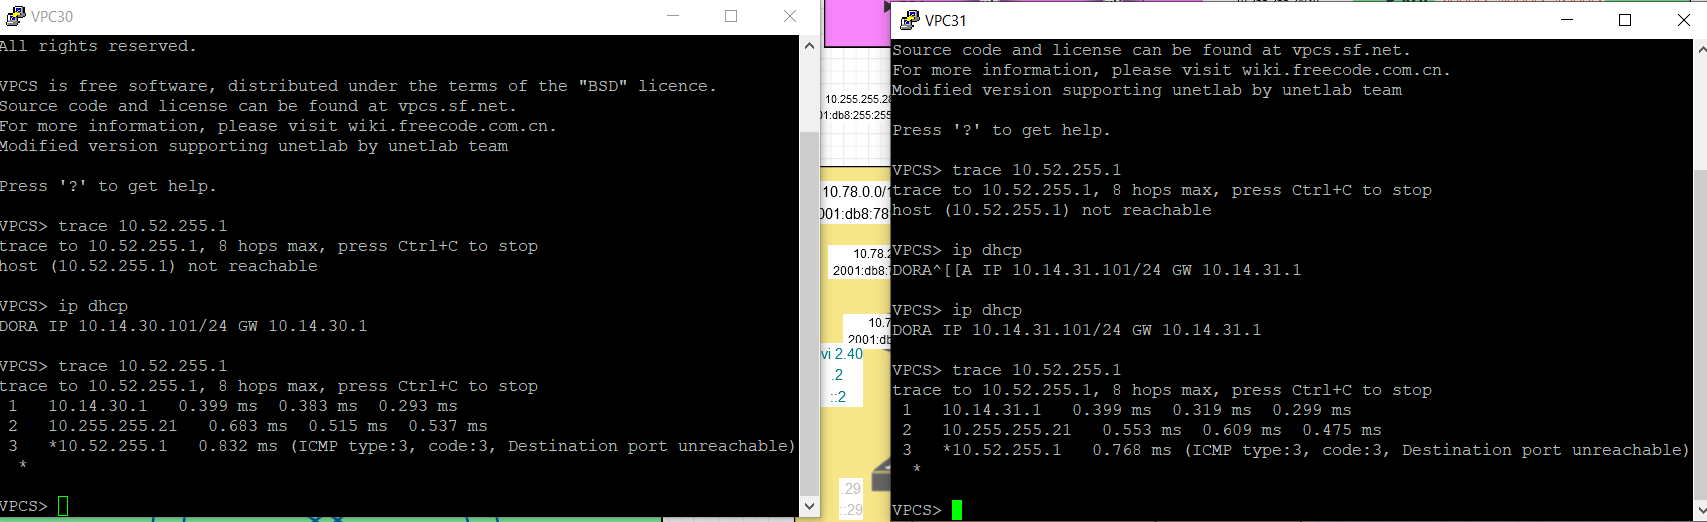 VPC30
All rights reserved.
VPCS is free software, distributed under the terms of the "BSD" licence.
Source code and license can be found at vpcs.sf.net.
For more information, please visit wiki.freecode.com.cn.
Modified version supporting unetlab by unetlab team
Press '?' to get help.
VPCS> trace 10.52.255.1
trace to 10.52.255.1, 8 hops max, press Ctrl+C to stop
host (10.52.255.1) not reachable
VPCS> ip dhcp
DORA IP 10.14.30.101/24 GW 10.14.30.1
VPCS> trace 10.52.255.1
trace to 10.52.255.1, 8 hops max, press Ctrl+C to stop
1 10.14.30.1 0.399 ms 0.383 ms 0.293 ms
2 10.255.255.21 0.683 ms 0.515 ms 0.537 ms
3 *10.52.255.1 0.832 ms (ICMP type:3, code:3, Destination port unreachable)
*
VPCS>
10.255.255.2
01:db8:255:255
10.78.0.0/1
001:db8:78
10.78.2
2001:db8:
10.7
2001:db
vi 2.40
.2
::2
.29
::29
VPC31
Source code and license can be found at vpcs.sf.net.
For more information, please visit wiki.freecode.com.cn.
Modified version supporting unetlab by unetlab team
Press '?' to get help.
VPCS> trace 10.52.255.1
trace to 10.52.255.1, 8 hops max, press Ctrl+C to stop
host (10.52.255.1) not reachable
VPCS> ip dhcp
DORA^[[A IP 10.14.31.101/24 GW 10.14.31.1
VPCS> ip dhcp
DORA IP 10.14.31.101/24 GW 10.14.31.1
VPCS> trace 10.52.255.1
trace to 10.52.255.1, 8 hops max, press Ctrl+C to stop
1 10.14.31.1 0.399 ms 0.319 ms 0.299 ms
2 10.255.255.21 0.553 ms 0.609 ms 0.475 ms
3 *10.52.255.1 0.768 ms (ICMP type:3, code:3, Destination port unreachable)
*
VPCS>